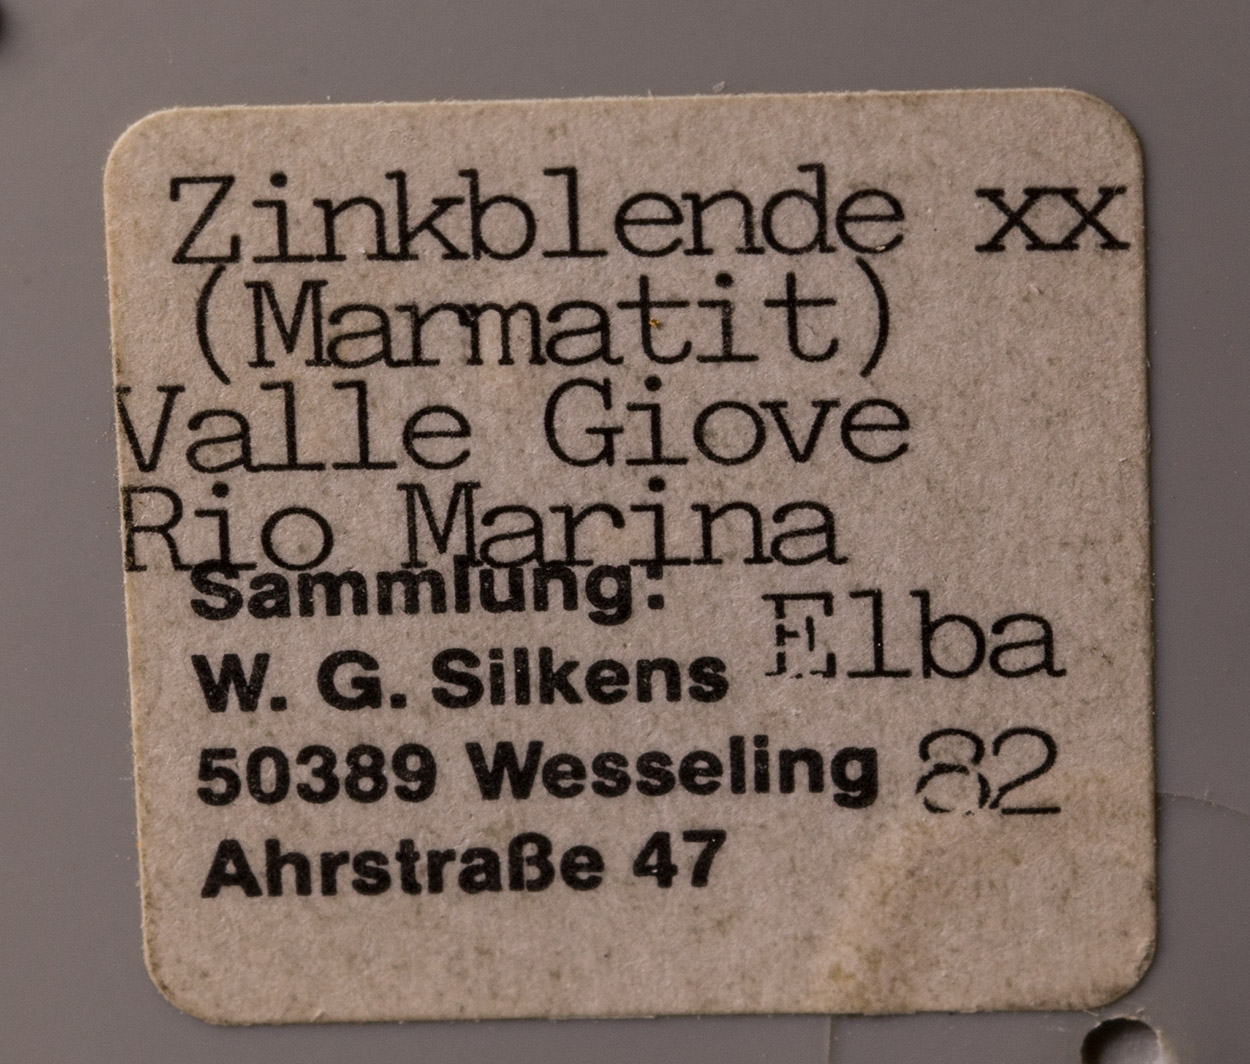 Zinkblende xx
(Marmatit)
Valle Giove
Rio Marina
Sammlung:
Elba
W. G. Silkens
50389 Wesseling 82
Ahrstraße 47